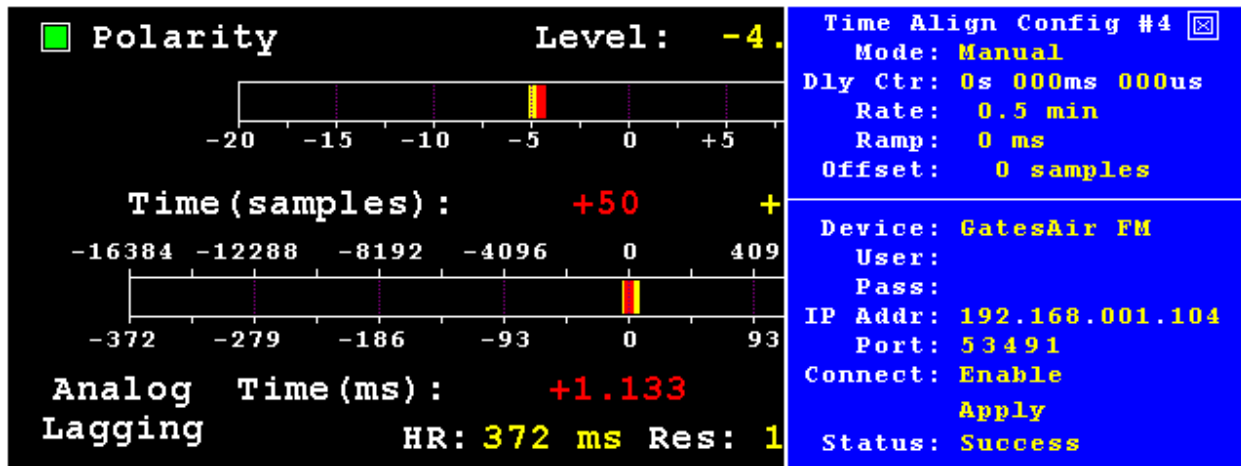 Polarity Level: -4.
-20 -15 -10 -5 0 +5
Time(samples): +50 +
-16384 -12288 -8192 -4096 0 409
-372 -279 -186 -93 0 93
Analog Time(ms): +1.133
Lagging HR: 372 ms Res: 1
Time Align Config #4
Mode: Manual
Dly Ctr: 0s 000ms 000us
Rate: 0.5 min
Ramp: 0 ms
Offset: 0 samples
Device: GatesAir FM
User:
Pass:
IP Addr: 192.168.001.104
Port: 53491
Connect: Enable
Apply
Status: Success